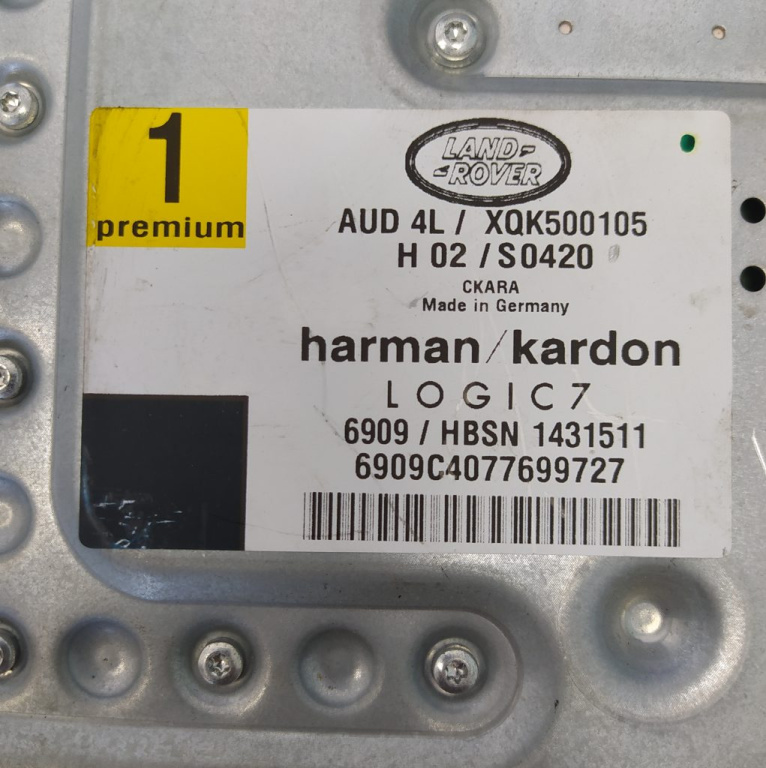 1
premium
LAND-
-ROVER
AUD 4L / XQK500105
H 02 / S0420
CKARA
Made in Germany
harman/kardon
LOGIC7
6909 / HBSN 1431511
6909C4077699727